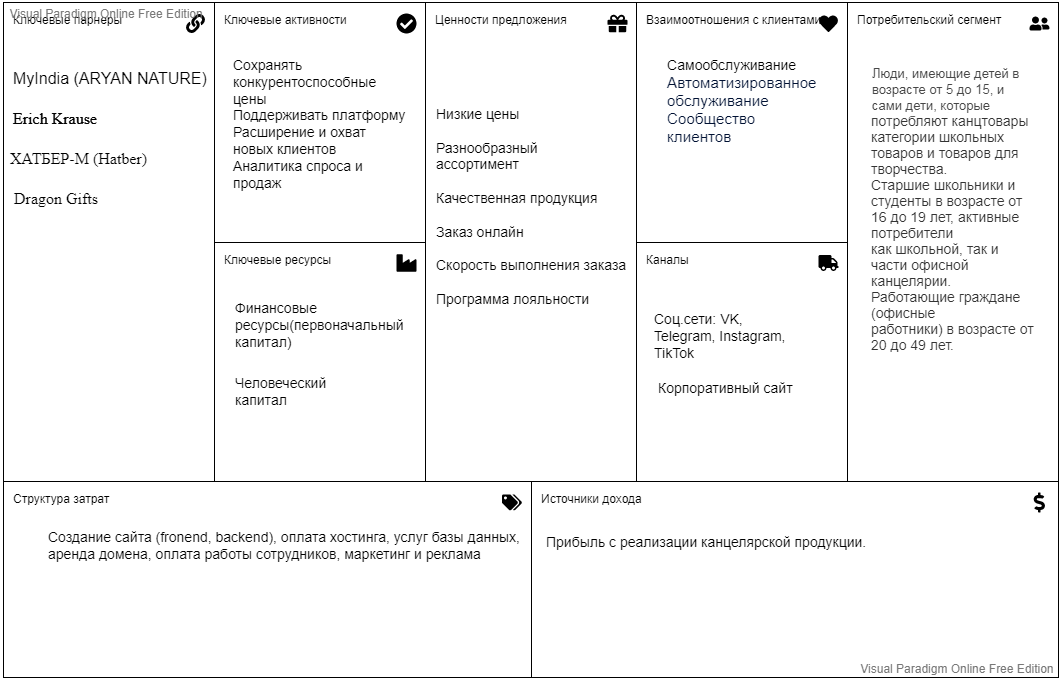 Visual Paradigm Online Free Edition
Ключевые парнеры
MyIndia (ARYAN NATURE)
Erich Krause
ХАТБЕР-М (Hatber)
Dragon Gifts
Ключевые активности
Сохранять
конкурентоспособные
цены
Поддерживать платформу
Расширение и охват
новых клиентов
Аналитика спроса и
продаж
Ключевые ресурсы
Финансовые
ресурсы(первоначальный
капитал)
Человеческий
капитал
Ценности предложения
Низкие цены
Разнообразный
ассортимент
Качественная продукция
Заказ онлайн
Скорость выполнения заказа
Программа лояльности
Взаимоотношения с клиентами
Самообслуживание
Автоматизированное
обслуживание
Сообщество
клиентов
Каналы
Соц.сети: VK,
Telegram, Instagram,
TikTok
Корпоративный сайт
Потребительский сегмент
Люди, имеющие детей в
возрасте от 5 до 15, и
сами дети, которые
потребляют канцтовары
категории школьных
товаров и товаров для
творчества.
Старшие школьники и
студенты в возрасте от
16 до 19 лет, активные
потребители
как школьной, так и
части офисной
канцелярии.
Работающие граждане
(офисные
работники) в возрасте от
20 до 49 лет.
Структура затрат
Создание сайта (fronend, backend), оплата хостинга, услуг базы данных,
аренда домена, оплата работы сотрудников, маркетинг и реклама
Источники дохода
Прибыль с реализации канцелярской продукции.
Visual Paradigm Online Free Edition